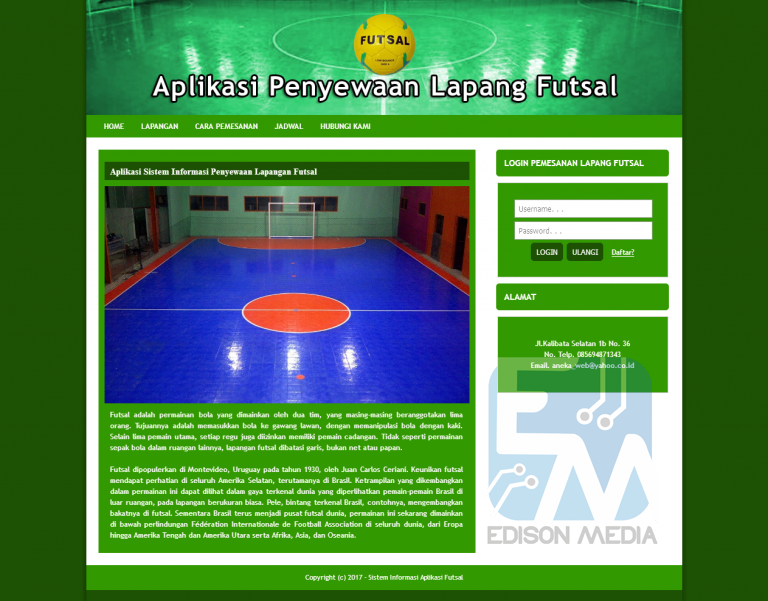 FUTSAL
Aplikasi Penyewaan Lapang Futsal
HOME LAPANGAN CARA PEMESANAN JADWAL HUBUNGI KAMI
Aplikasi Sistem Informasi Penyewaan Lapangan Futsal
Futsal adalah permainan bola yang dimainkan oleh dua tim, yang masing-masing beranggotakan lima
orang. Tujuannya adalah memasukkan bola ke gawang lawan, dengan memanipulasi bola dengan kaki.
Selain lima pemain utama, setiap regu juga diizinkan memiliki pemain cadangan. Tidak seperti permainan
sepak bola dalam ruangan lainnya, lapangan futsal dibatasi garis, bukan net atau papan.
Futsal dipopulerkan di Montevideo, Uruguay pada tahun 1930, oleh Juan Carlos Ceriani. Keunikan futsal
mendapat perhatian di seluruh Amerika Selatan, terutamanya di Brasil. Ketrampilan yang dikembangkan
dalam permainan ini dapat dilihat dalam gaya terkenal dunia yang diperlihatkan pemain-pemain Brasil di
luar ruangan, pada lapangan berukuran biasa. Pele, bintang terkenal Brasil, contohnya, mengembangkan
bakatnya di futsal. Sementara Brasil terus menjadi pusat futsal dunia, permainan ini sekarang dimainkan
di bawah perlindungan Fédération Internationale de Football Association di seluruh dunia, dari Eropa
hingga Amerika Tengah dan Amerika Utara serta Afrika, Asia, dan Oseania.
LOGIN PEMESANAN LAPANG FUTSAL
Username. . .
Password. . .
LOGIN ULANGI Daftar?
ALAMAT
Jl.Kalibata Selatan 1b No. 36
No. Telp. 085694871343
Email. aneka_web@yahoo.co.id
EM
EDISON MEDIA
Copyright (c) 2017 - Sistem Informasi Aplikasi Futsal